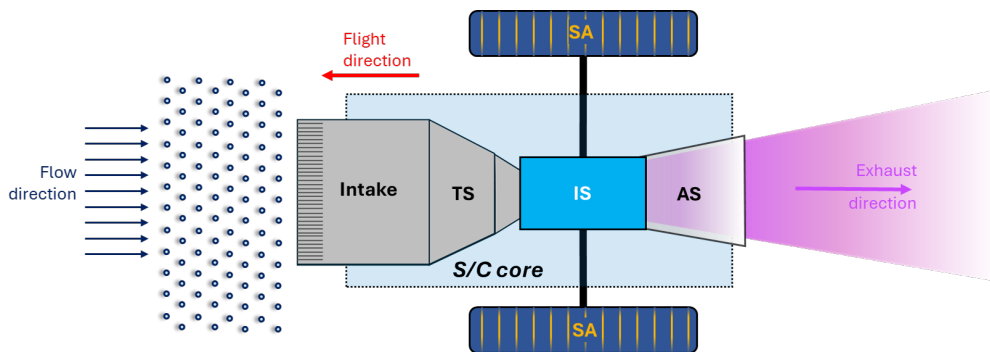 SA
Flight
direction
Flow
direction
Intake
TS
IS
AS
Exhaust
direction
S/C core
SA